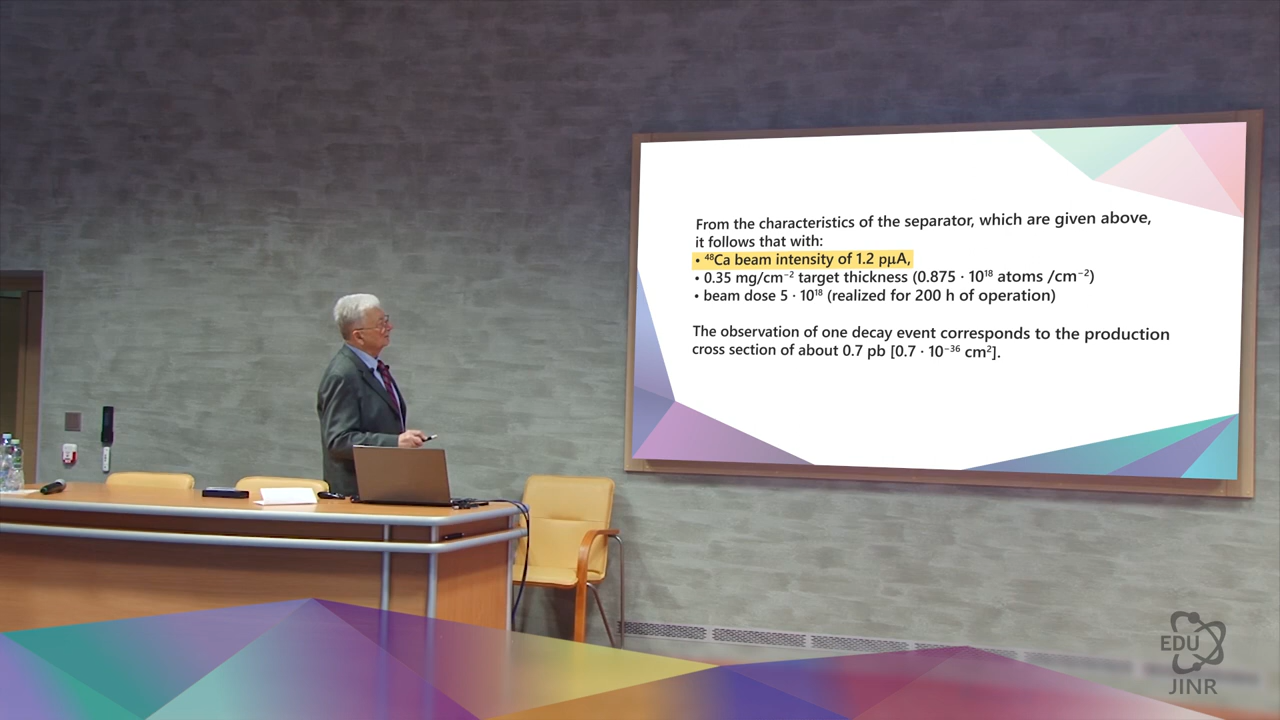 From the characteristics of the separator, which are given above,
it follows that with:
• ⁴⁸Ca beam intensity of 1.2 pμA,
• 0.35 mg/cm⁻² target thickness (0.875 · 10¹⁸ atoms /cm⁻²)
• beam dose 5 · 10¹⁸ (realized for 200 h of operation)
The observation of one decay event corresponds to the production
cross section of about 0.7 pb [0.7 · 10⁻³⁶ cm²].
EDU
JINR